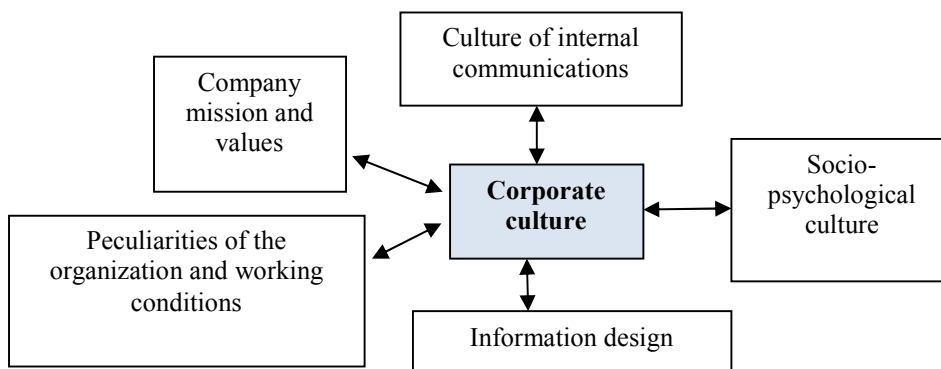 Culture of internal
communications
Company
mission and
values
Corporate
culture
Socio-
psychological
culture
Peculiarities of the
organization and working
conditions
Information design